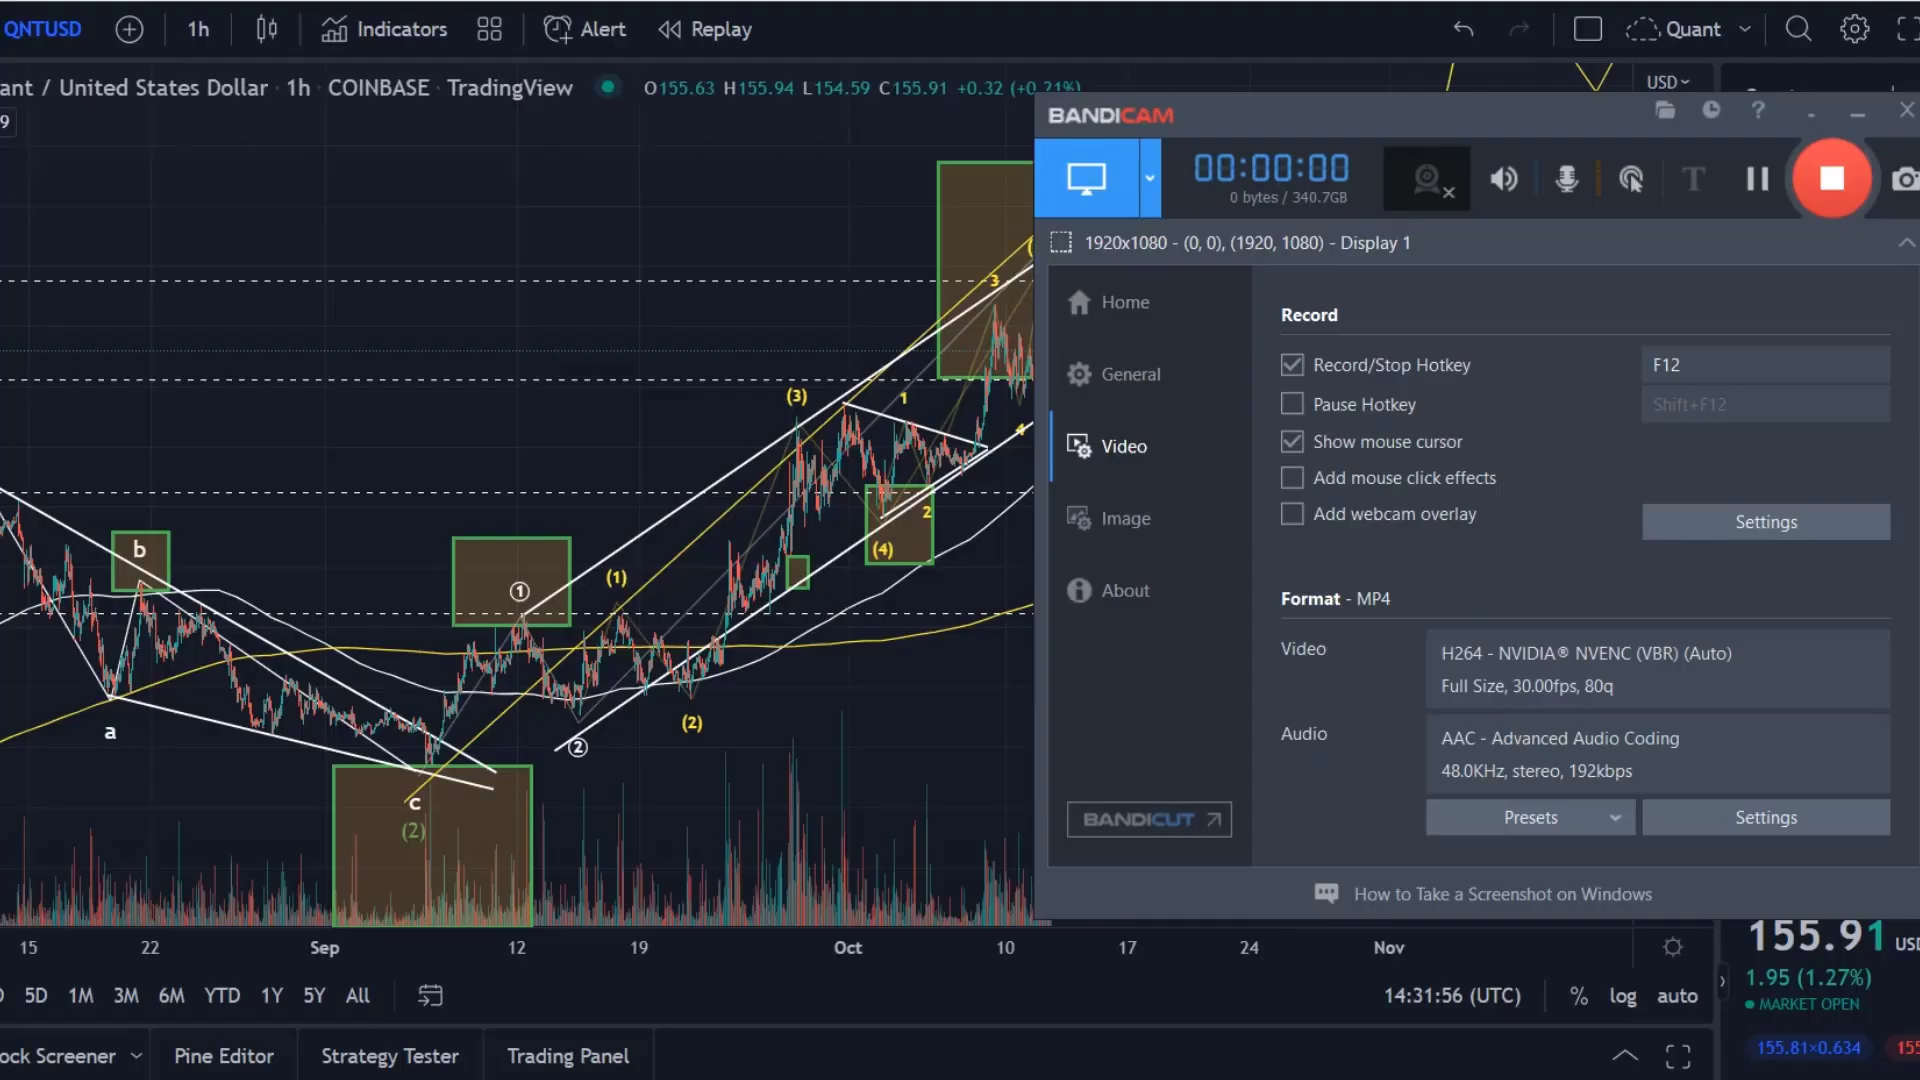 QNTUSD 1h Indicators Alert Replay Quant
ant / United States Dollar · 1h · COINBASE · TradingView O155.63 H155.94 L154.59 C155.91 +0.32 (+0.21%) USD
9
BANDICAM
00:00:00
0 bytes / 340.7GB
T
1920x1080 - (0, 0), (1920, 1080) - Display 1
Home
General
Video
Image
About
BANDICUT
Record
Record/Stop Hotkey F12
Pause Hotkey Shift+F12
Show mouse cursor
Add mouse click effects
Add webcam overlay
Settings
Format - MP4
Video H264 - NVIDIA® NVENC (VBR) (Auto)
Full Size, 30.00fps, 80q
Audio AAC - Advanced Audio Coding
48.0KHz, stereo, 192kbps
Presets Settings
How to Take a Screenshot on Windows
(
3
(3)
1
4
2
(4)
b
①
(1)
a
②
(2)
c
(2)
15 22 Sep 12 19 Oct 10 17 24 Nov
155.91 USD
1.95 (1.27%)
MARKET OPEN
5D 1M 3M 6M YTD 1Y 5Y All 14:31:56 (UTC) % log auto
ock Screener Pine Editor Strategy Tester Trading Panel
155.81×0.634 155